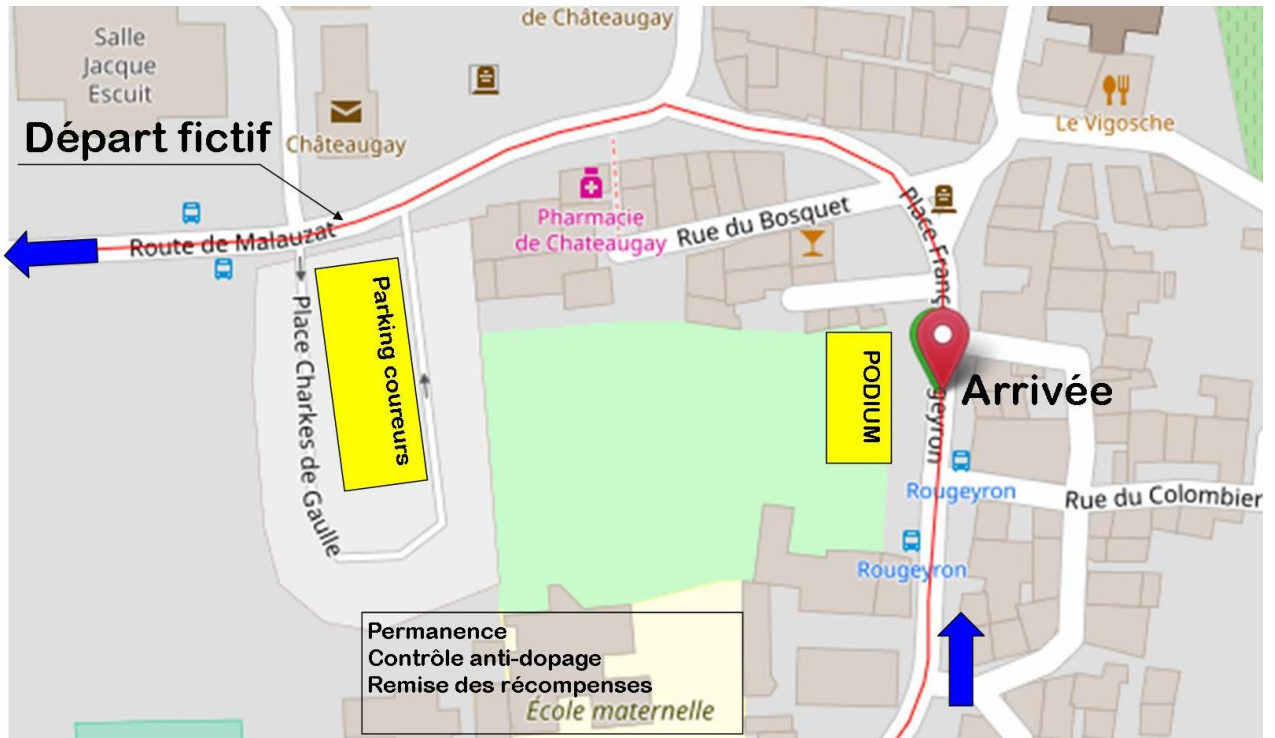 de Châteaugay
Salle
Jacque
Escuit
Départ fictif
Châteaugay
Le Vigosche
Pharmacie
de Chateaugay
Rue du Bosquet
Place Franç
geyron
Route de Malauzat
Place Charkes de Gaulle
Parking coureurs
PODIUM
Arrivée
Rougeyron
Rue du Colombier
Rougeyron
Permanence
Contrôle anti-dopage
Remise des récompenses
École maternelle